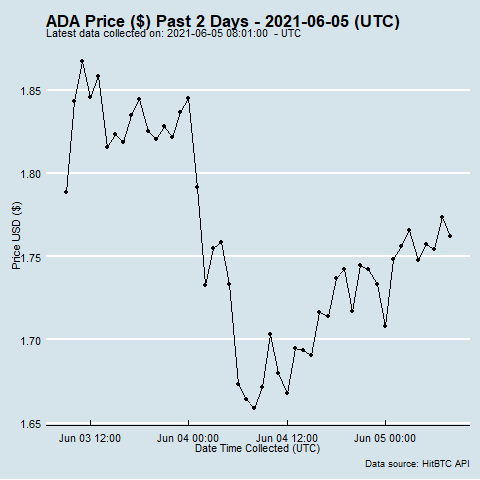 ADA Price ($) Past 2 Days - 2021-06-05 (UTC)
Latest data collected on: 2021-06-05 08:01:00 - UTC
1.85
1.80
1.75
1.70
1.65
Price USD ($)
Jun 03 12:00 Jun 04 00:00 Jun 04 12:00 Jun 05 00:00
Date Time Collected (UTC)
Data source: HitBTC API